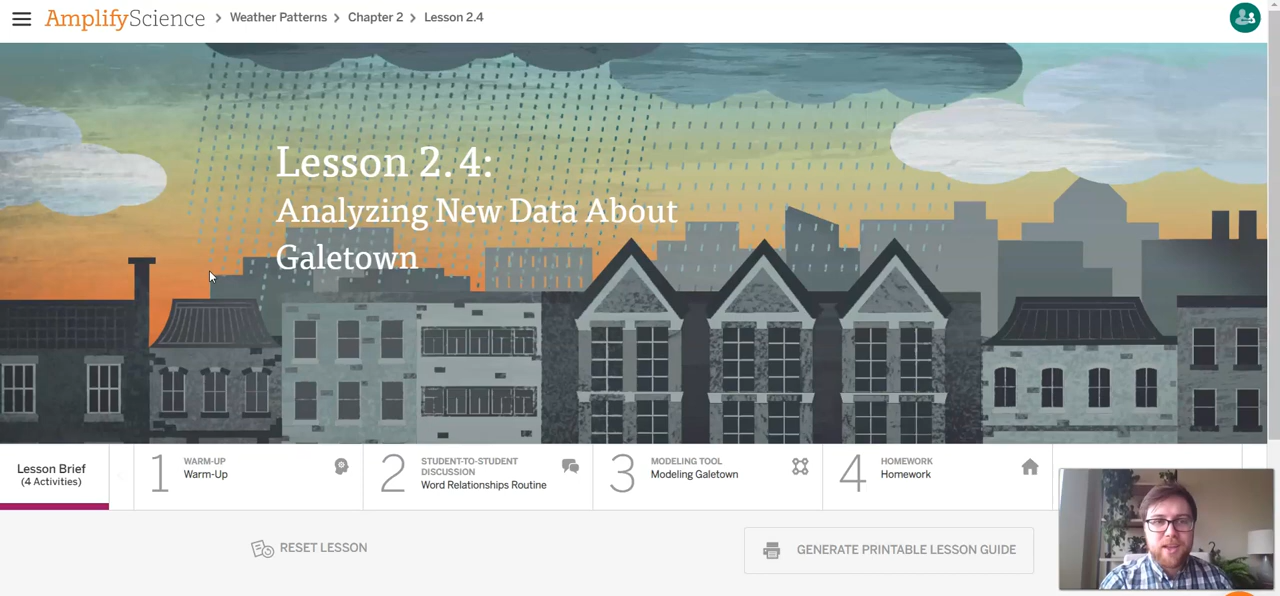 AmplifyScience > Weather Patterns > Chapter 2 > Lesson 2.4
Lesson 2.4:
Analyzing New Data About
Galetown
Lesson Brief
(4 Activities)
1
WARM-UP
Warm-Up
2
STUDENT-TO-STUDENT
DISCUSSION
Word Relationships Routine
3
MODELING TOOL
Modeling Galetown
4
HOMEWORK
Homework
RESET LESSON
GENERATE PRINTABLE LESSON GUIDE